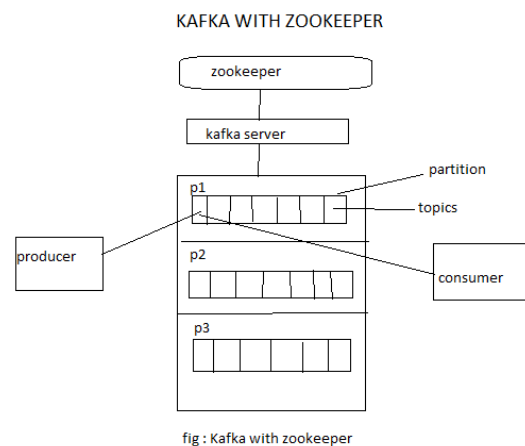 KAFKA WITH ZOOKEEPER
zookeeper
kafka server
partition
p1
topics
producer
p2
consumer
p3
fig : Kafka with zookeeper